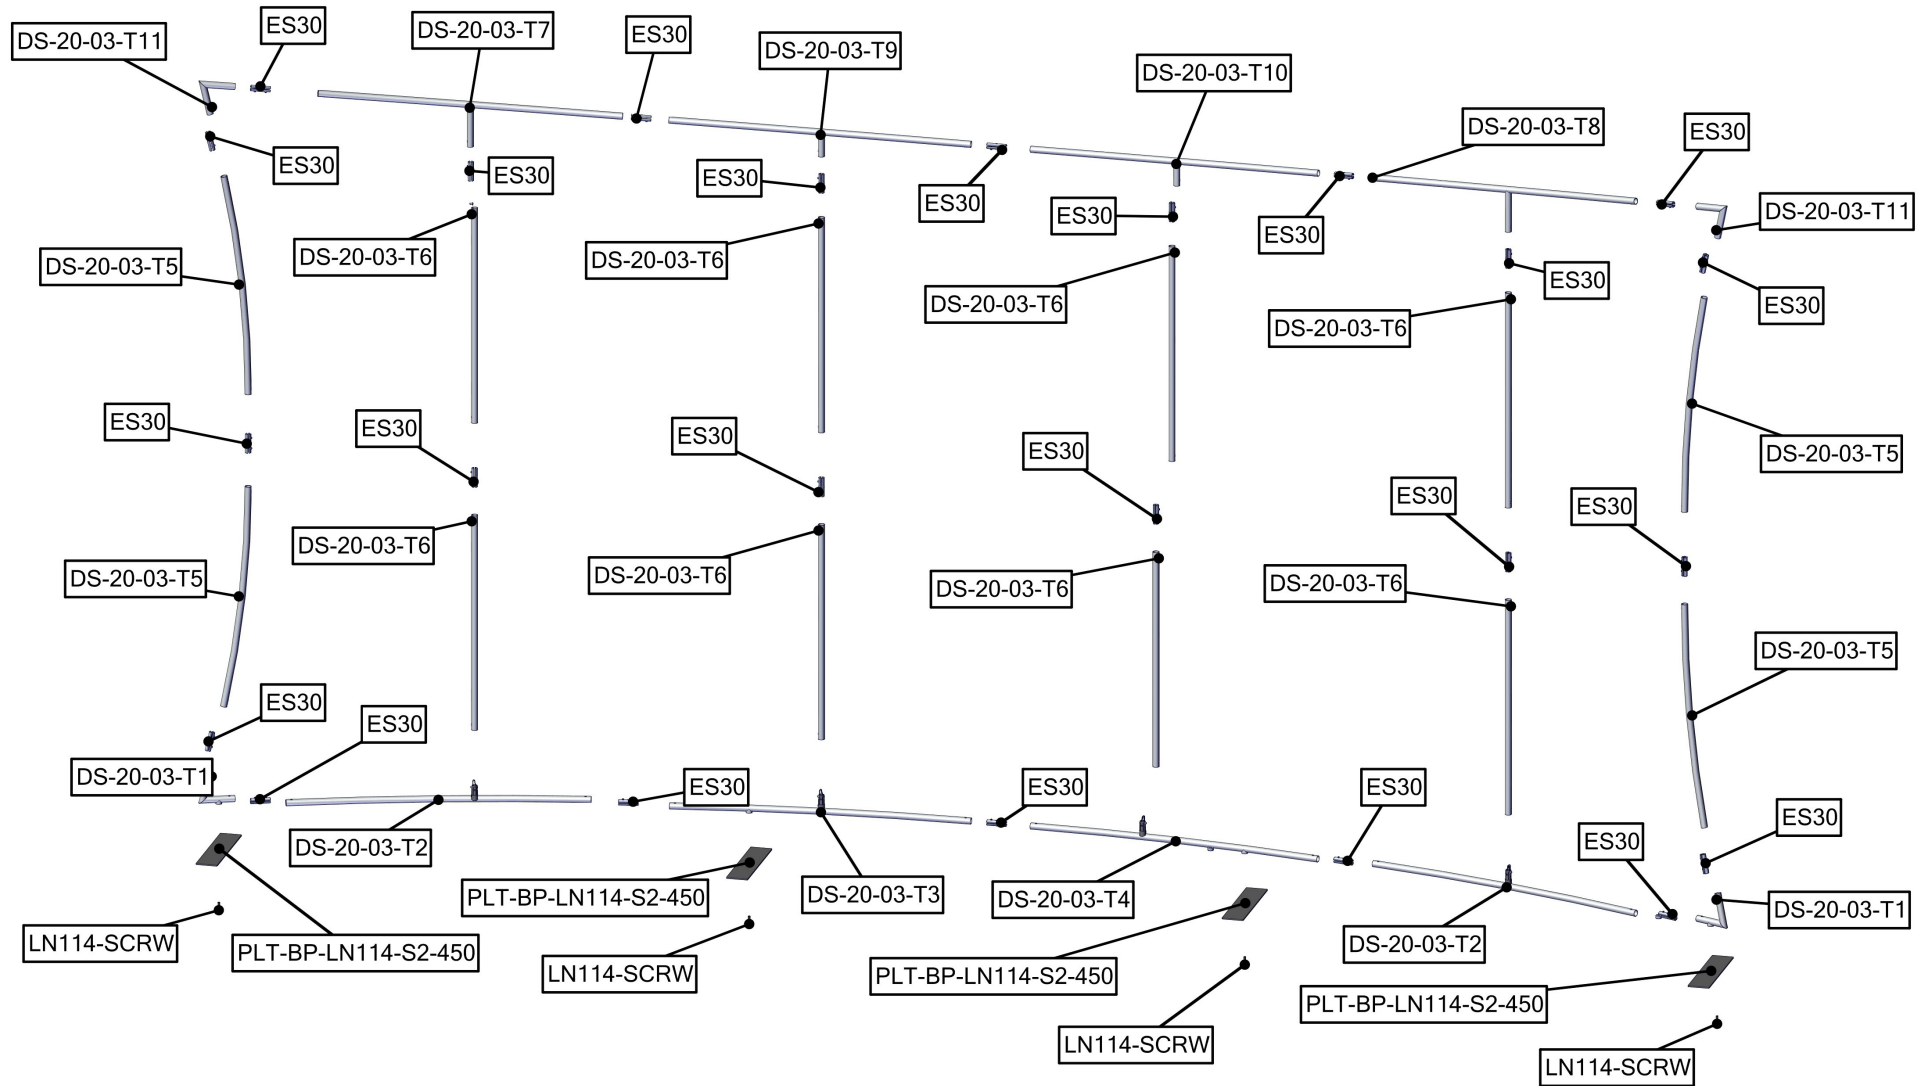 ES30
DS-20-03-T7
ES30
DS-20-03-T11
DS-20-03-T9
DS-20-03-T10
DS-20-03-T8
ES30
ES30
ES30
ES30
ES30
ES30
ES30
DS-20-03-T11
ES30
DS-20-03-T6
DS-20-03-T6
DS-20-03-T5
ES30
DS-20-03-T6
ES30
DS-20-03-T6
ES30
ES30
ES30
ES30
DS-20-03-T5
ES30
ES30
DS-20-03-T6
DS-20-03-T6
DS-20-03-T5
DS-20-03-T6
DS-20-03-T6
DS-20-03-T5
ES30
ES30
DS-20-03-T1
ES30
ES30
ES30
ES30
ES30
DS-20-03-T2
PLT-BP-LN114-S2-450
DS-20-03-T3
DS-20-03-T4
DS-20-03-T1
LN114-SCRW
PLT-BP-LN114-S2-450
DS-20-03-T2
LN114-SCRW
PLT-BP-LN114-S2-450
PLT-BP-LN114-S2-450
LN114-SCRW
LN114-SCRW